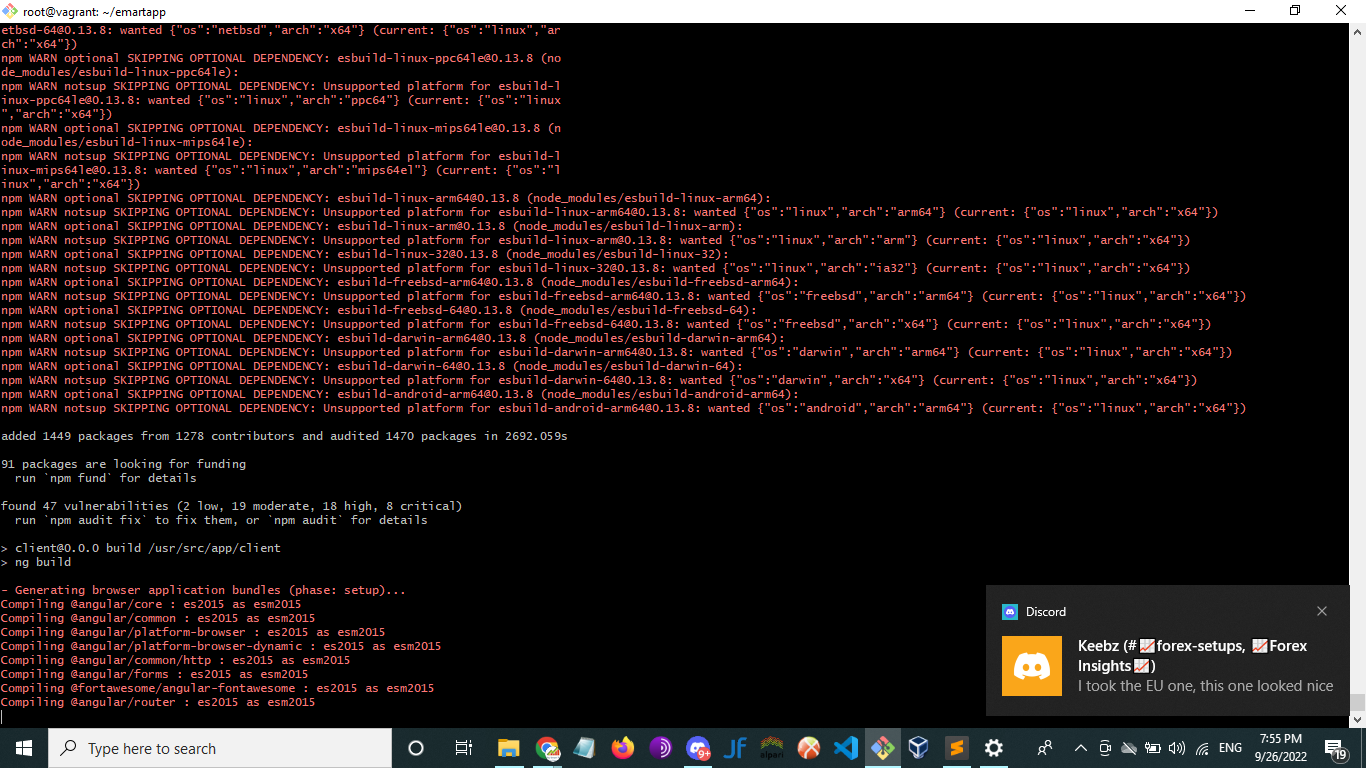 root@vagrant: ~/emartapp
etbsd-64@0.13.8: wanted {"os":"netbsd","arch":"x64"} (current: {"os":"linux","ar
ch":"x64"})
npm WARN optional SKIPPING OPTIONAL DEPENDENCY: esbuild-linux-ppc64le@0.13.8 (no
de_modules/esbuild-linux-ppc64le):
npm WARN notsup SKIPPING OPTIONAL DEPENDENCY: Unsupported platform for esbuild-l
inux-ppc64le@0.13.8: wanted {"os":"linux","arch":"ppc64"} (current: {"os":"linux
","arch":"x64"})
npm WARN optional SKIPPING OPTIONAL DEPENDENCY: esbuild-linux-mips64le@0.13.8 (n
ode_modules/esbuild-linux-mips64le):
npm WARN notsup SKIPPING OPTIONAL DEPENDENCY: Unsupported platform for esbuild-l
inux-mips64le@0.13.8: wanted {"os":"linux","arch":"mips64el"} (current: {"os":"l
inux","arch":"x64"})
npm WARN optional SKIPPING OPTIONAL DEPENDENCY: esbuild-linux-arm64@0.13.8 (node_modules/esbuild-linux-arm64):
npm WARN notsup SKIPPING OPTIONAL DEPENDENCY: Unsupported platform for esbuild-linux-arm64@0.13.8: wanted {"os":"linux","arch":"arm64"} (current: {"os":"linux","arch":"x64"})
npm WARN optional SKIPPING OPTIONAL DEPENDENCY: esbuild-linux-arm@0.13.8 (node_modules/esbuild-linux-arm):
npm WARN notsup SKIPPING OPTIONAL DEPENDENCY: Unsupported platform for esbuild-linux-arm@0.13.8: wanted {"os":"linux","arch":"arm"} (current: {"os":"linux","arch":"x64"})
npm WARN optional SKIPPING OPTIONAL DEPENDENCY: esbuild-linux-32@0.13.8 (node_modules/esbuild-linux-32):
npm WARN notsup SKIPPING OPTIONAL DEPENDENCY: Unsupported platform for esbuild-linux-32@0.13.8: wanted {"os":"linux","arch":"ia32"} (current: {"os":"linux","arch":"x64"})
npm WARN optional SKIPPING OPTIONAL DEPENDENCY: esbuild-freebsd-arm64@0.13.8 (node_modules/esbuild-freebsd-arm64):
npm WARN notsup SKIPPING OPTIONAL DEPENDENCY: Unsupported platform for esbuild-freebsd-arm64@0.13.8: wanted {"os":"freebsd","arch":"arm64"} (current: {"os":"linux","arch":"x64"})
npm WARN optional SKIPPING OPTIONAL DEPENDENCY: esbuild-freebsd-64@0.13.8 (node_modules/esbuild-freebsd-64):
npm WARN notsup SKIPPING OPTIONAL DEPENDENCY: Unsupported platform for esbuild-freebsd-64@0.13.8: wanted {"os":"freebsd","arch":"x64"} (current: {"os":"linux","arch":"x64"})
npm WARN optional SKIPPING OPTIONAL DEPENDENCY: esbuild-darwin-arm64@0.13.8 (node_modules/esbuild-darwin-arm64):
npm WARN notsup SKIPPING OPTIONAL DEPENDENCY: Unsupported platform for esbuild-darwin-arm64@0.13.8: wanted {"os":"darwin","arch":"arm64"} (current: {"os":"linux","arch":"x64"})
npm WARN optional SKIPPING OPTIONAL DEPENDENCY: esbuild-darwin-64@0.13.8 (node_modules/esbuild-darwin-64):
npm WARN notsup SKIPPING OPTIONAL DEPENDENCY: Unsupported platform for esbuild-darwin-64@0.13.8: wanted {"os":"darwin","arch":"x64"} (current: {"os":"linux","arch":"x64"})
npm WARN optional SKIPPING OPTIONAL DEPENDENCY: esbuild-android-arm64@0.13.8 (node_modules/esbuild-android-arm64):
npm WARN notsup SKIPPING OPTIONAL DEPENDENCY: Unsupported platform for esbuild-android-arm64@0.13.8: wanted {"os":"android","arch":"arm64"} (current: {"os":"linux","arch":"x64"})
added 1449 packages from 1278 contributors and audited 1470 packages in 2692.059s
91 packages are looking for funding
run `npm fund` for details
found 47 vulnerabilities (2 low, 19 moderate, 18 high, 8 critical)
run `npm audit fix` to fix them, or `npm audit` for details
> client@0.0.0 build /usr/src/app/client
> ng build
- Generating browser application bundles (phase: setup)...
Compiling @angular/core : es2015 as esm2015
Compiling @angular/common : es2015 as esm2015
Compiling @angular/platform-browser : es2015 as esm2015
Compiling @angular/platform-browser-dynamic : es2015 as esm2015
Compiling @angular/common/http : es2015 as esm2015
Compiling @angular/forms : es2015 as esm2015
Compiling @fortawesome/angular-fontawesome : es2015 as esm2015
Compiling @angular/router : es2015 as esm2015
Discord
Keebz (#📈forex-setups, 📈Forex
Insights📈)
I took the EU one, this one looked nice
Type here to search
9+
JF
alpari
ENG
7:55 PM
9/26/2022
19